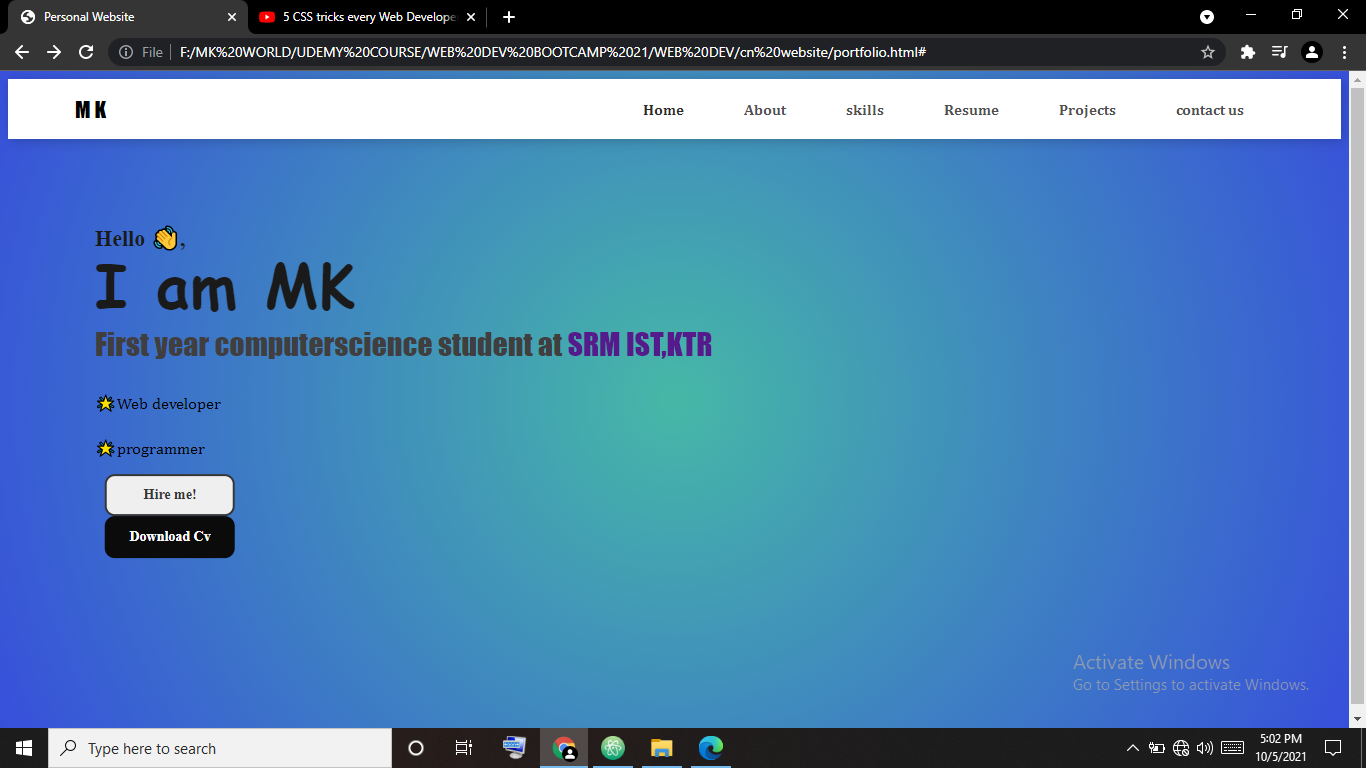 Personal Website
5 CSS tricks every Web Develope
File F:/MK%20WORLD/UDEMY%20COURSE/WEB%20DEV%20BOOTCAMP%2021/WEB%20DEV/cn%20website/portfolio.html#
M K Home About skills Resume Projects contact us
Hello 👋,
I am MK
First year computerscience student at SRM IST,KTR
🌟Web developer
🌟programmer
Hire me!
Download Cv
Activate Windows
Go to Settings to activate Windows.
Type here to search
5:02 PM
10/5/2021